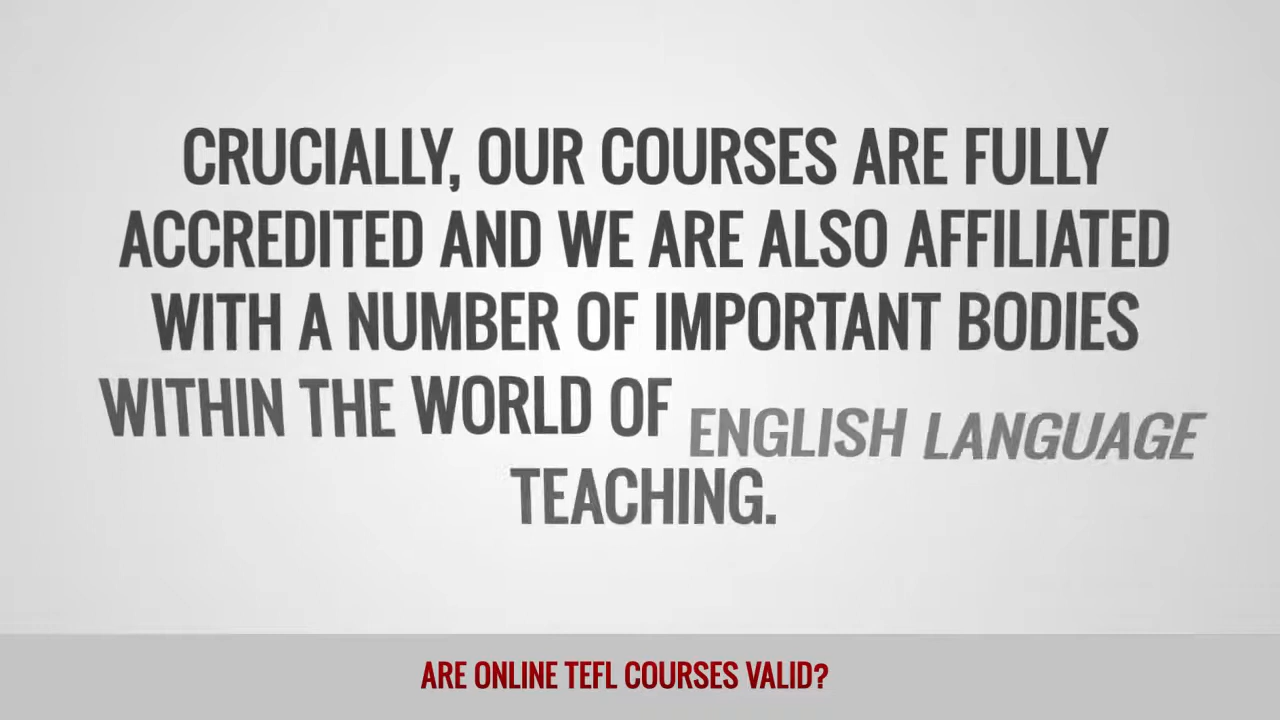 CRUCIALLY, OUR COURSES ARE FULLY
ACCREDITED AND WE ARE ALSO AFFILIATED
WITH A NUMBER OF IMPORTANT BODIES
WITHIN THE WORLD OF ENGLISH LANGUAGE
TEACHING.
ARE ONLINE TEFL COURSES VALID?